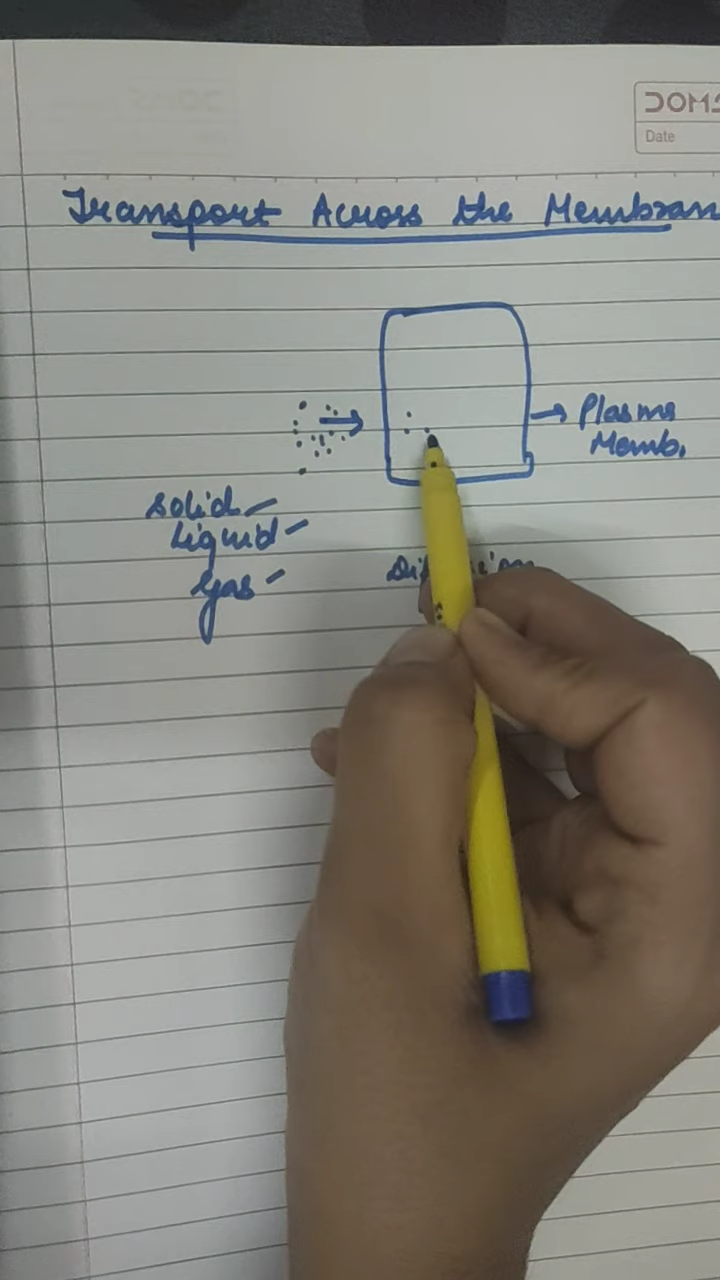 DOMS
Date
Transport Across the Membran
Plasma
Memb.
Solid
Liquid
Gas